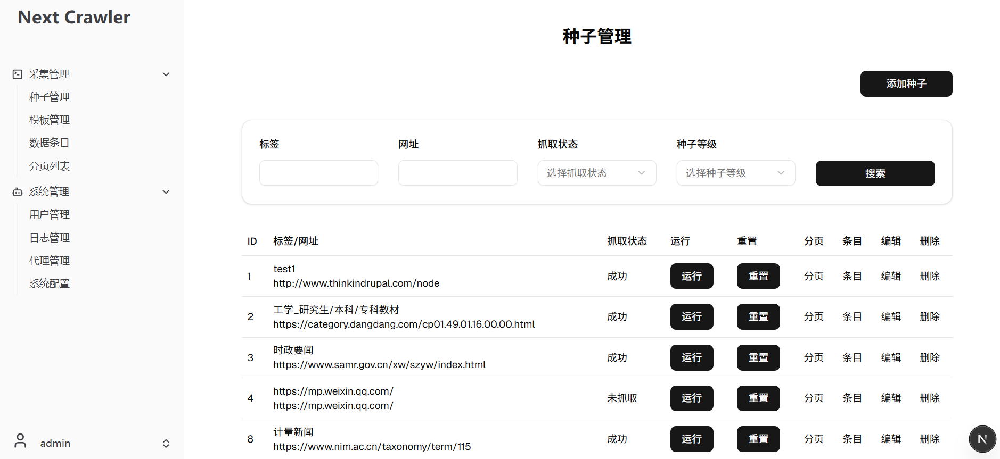 Next Crawler
采集管理
种子管理
模板管理
数据条目
分页列表
系统管理
用户管理
日志管理
代理管理
系统配置
admin
种子管理
添加种子
标签 网址 抓取状态 种子等级
选择抓取状态 选择种子等级 搜索
ID 标签/网址 抓取状态 运行 重置 分页 条目 编辑 删除
test1
1 成功 运行 重置 分页 条目 编辑 删除
http://www.thinkindrupal.com/node
工学_研究生/本科/专科教材
2 成功 运行 重置 分页 条目 编辑 删除
https://category.dangdang.com/cp01.49.01.16.00.00.html
时政要闻
3 成功 运行 重置 分页 条目 编辑 删除
https://www.samr.gov.cn/xw/szyw/index.html
https://mp.weixin.qq.com/
4 未抓取 运行 重置 分页 条目 编辑 删除
https://mp.weixin.qq.com/
计量新闻
8 成功 运行 重置 分页 条目 编辑 删除
https://www.nim.ac.cn/taxonomy/term/115
N